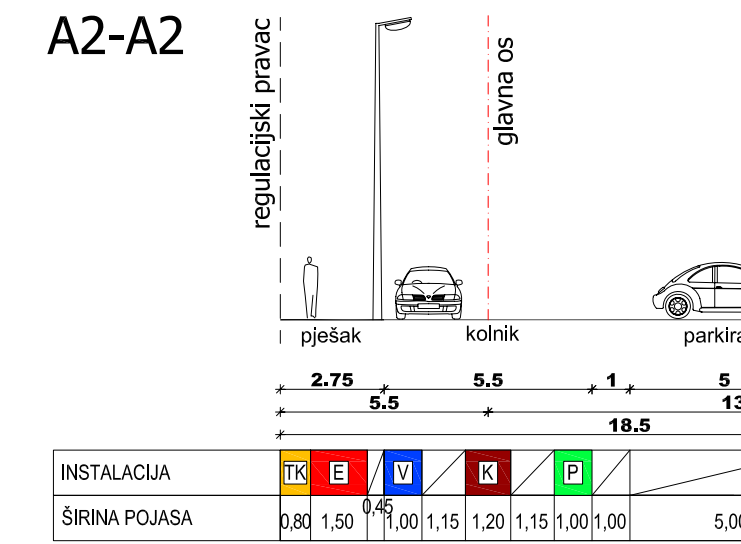 A2-A2
regulacijski pravac
glavna os
pješak
kolnik
2.75 5.5 1 5
5.5
18.5
INSTALACIJA TK E V K P
ŠIRINA POJASA 0,80 1,50 0,45 1,00 1,15 1,20 1,15 1,00 1,00